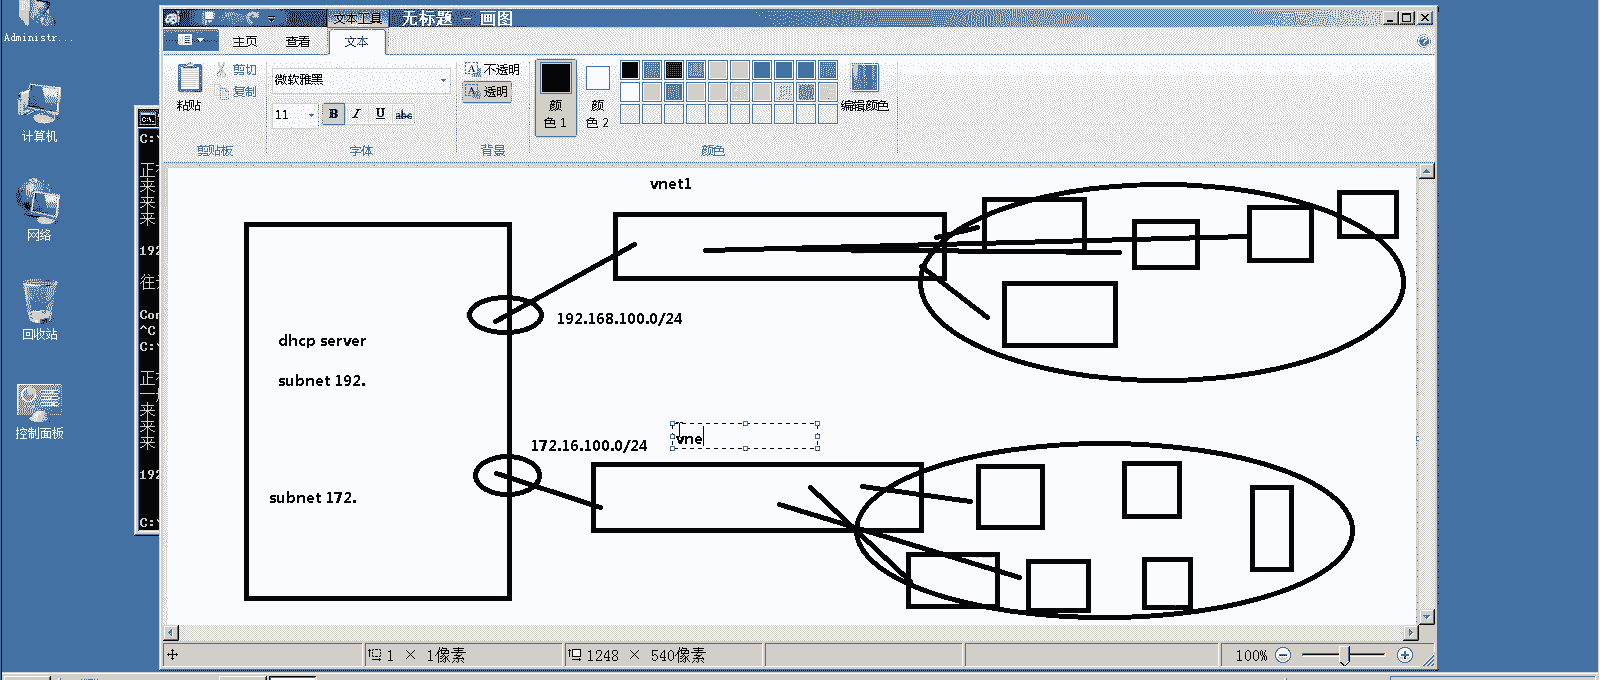 Administr...
计算机
网络
回收站
控制面板
文本工具
无标题 - 画图
主页
查看
文本
粘贴
剪切
复制
剪贴板
微软雅黑
11
B I U abc
字体
不透明
透明
背景
颜
色 1
颜
色 2
编辑颜色
颜色
C:\
正在
来
来
来
来
192
往
Con
^C
C:\
正在
来
来
来
192
C:\
vnet1
192.168.100.0/24
dhcp server
subnet 192.
172.16.100.0/24
vne
subnet 172.
1 × 1像素
1248 × 540像素
100%